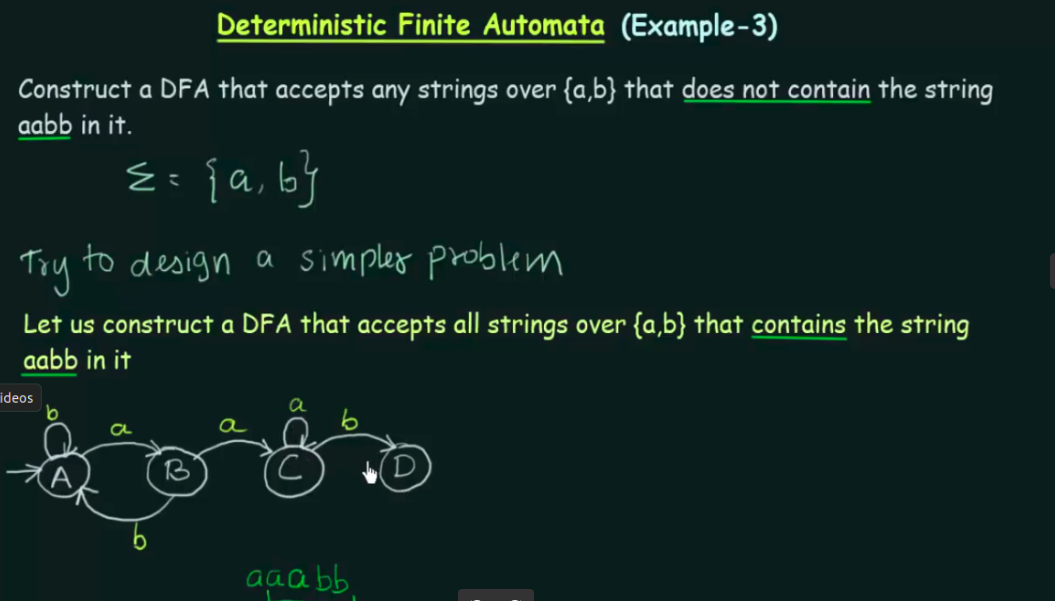 Deterministic Finite Automata (Example-3)
Construct a DFA that accepts any strings over {a,b} that does not contain the string
aabb in it.
Σ = {a, b}
Try to design a simpler problem
Let us construct a DFA that accepts all strings over {a,b} that contains the string
aabb in it
ideos
b a a a b
A B C D
b
aaabb